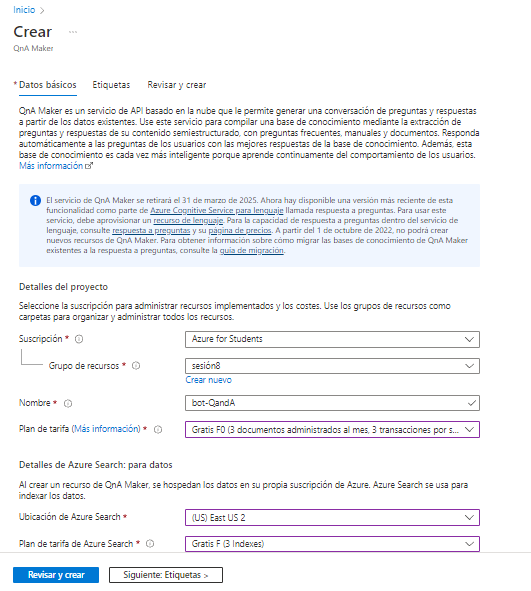 Inicio >
Crear ...
QnA Maker
* Datos básicos Etiquetas Revisar y crear
QnA Maker es un servicio de API basado en la nube que le permite generar una conversación de preguntas y respuestas
a partir de los datos existentes. Use este servicio para compilar una base de conocimiento mediante la extracción de
preguntas y respuestas de su contenido semiestructurado, con preguntas frecuentes, manuales y documentos. Responda
automáticamente a las preguntas de los usuarios con las mejores respuestas de la base de conocimiento. Además, esta
base de conocimiento es cada vez más inteligente porque aprende continuamente del comportamiento de los usuarios.
Más información
El servicio de QnA Maker se retirará el 31 de marzo de 2025. Ahora hay disponible una versión más reciente de esta
funcionalidad como parte de Azure Cognitive Service para lenguaje llamada respuesta a preguntas. Para usar este
servicio, debe aprovisionar un recurso de lenguaje. Para la capacidad de respuesta a preguntas dentro del servicio de
lenguaje, consulte respuesta a preguntas y su página de precios. A partir del 1 de octubre de 2022, no podrá crear
nuevos recursos de QnA Maker. Para obtener información sobre cómo migrar las bases de conocimiento de QnA Maker
existentes a la respuesta a preguntas, consulte la guía de migración.
Detalles del proyecto
Seleccione la suscripción para administrar recursos implementados y los costes. Use los grupos de recursos como
carpetas para organizar y administrar todos los recursos.
Suscripción * Azure for Students
Grupo de recursos * sesión8
Crear nuevo
Nombre * bot-QandA
Plan de tarifa (Más información) * Gratis F0 (3 documentos administrados al mes, 3 transacciones por s...
Detalles de Azure Search: para datos
Al crear un recurso de QnA Maker, se hospedan los datos en su propia suscripción de Azure. Azure Search se usa para
indexar los datos.
Ubicación de Azure Search * (US) East US 2
Plan de tarifa de Azure Search * Gratis F (3 Indexes)
Revisar y crear Siguiente: Etiquetas >